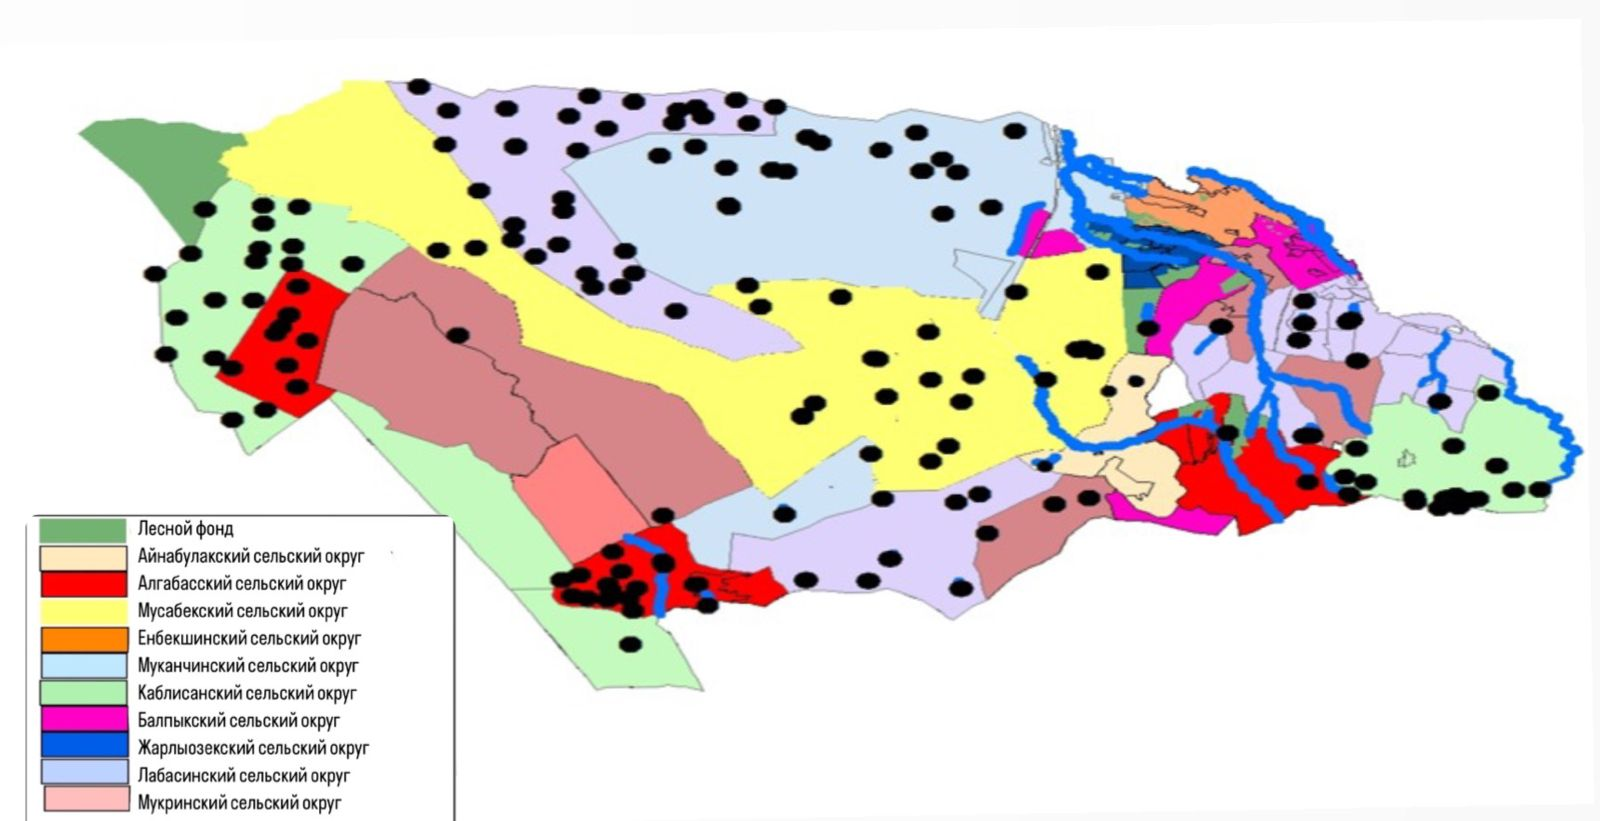 Лесной фонд
Айнабулакский сельский округ
Алгабасский сельский округ
Мусабекский сельский округ
Енбекшинский сельский округ
Муканчинский сельский округ
Каблисанский сельский округ
Балпыкский сельский округ
Жарлыозекский сельский округ
Лабасинский сельский округ
Мукринский сельский округ